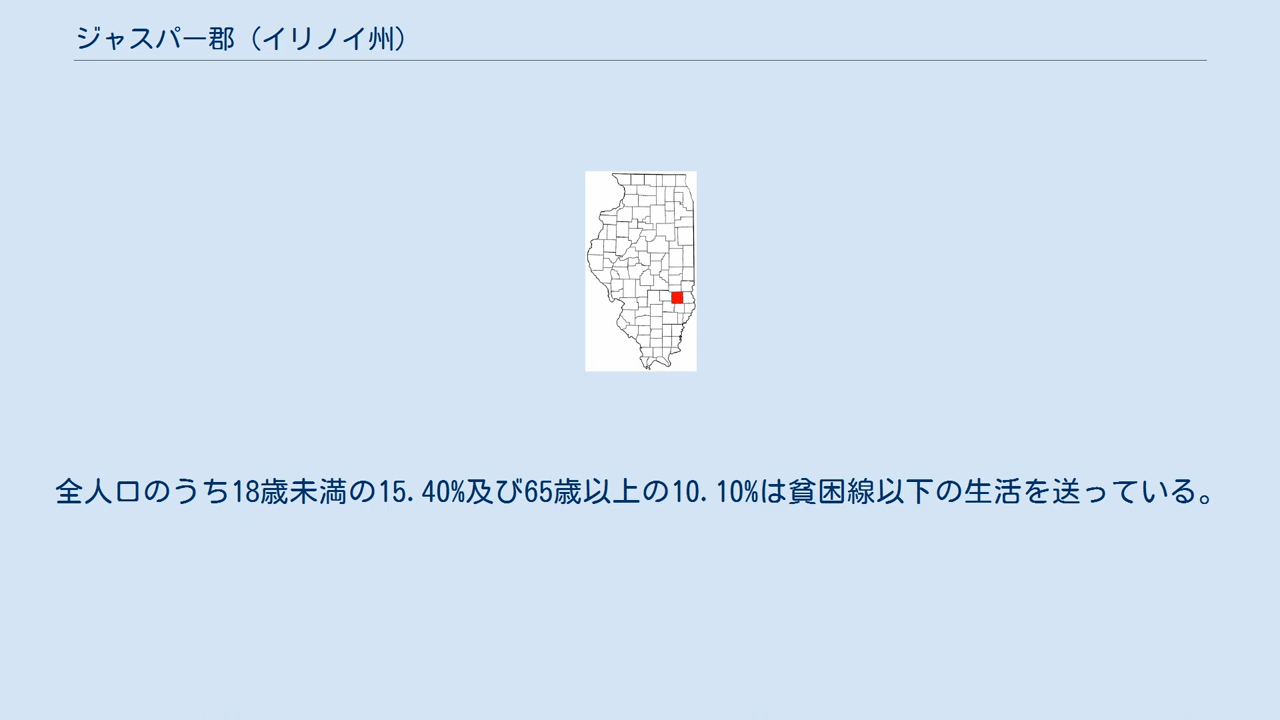 ジャスパー郡（イリノイ州）
全人口のうち18歳未満の15.40%及び65歳以上の10.10%は貧困線以下の生活を送っている。